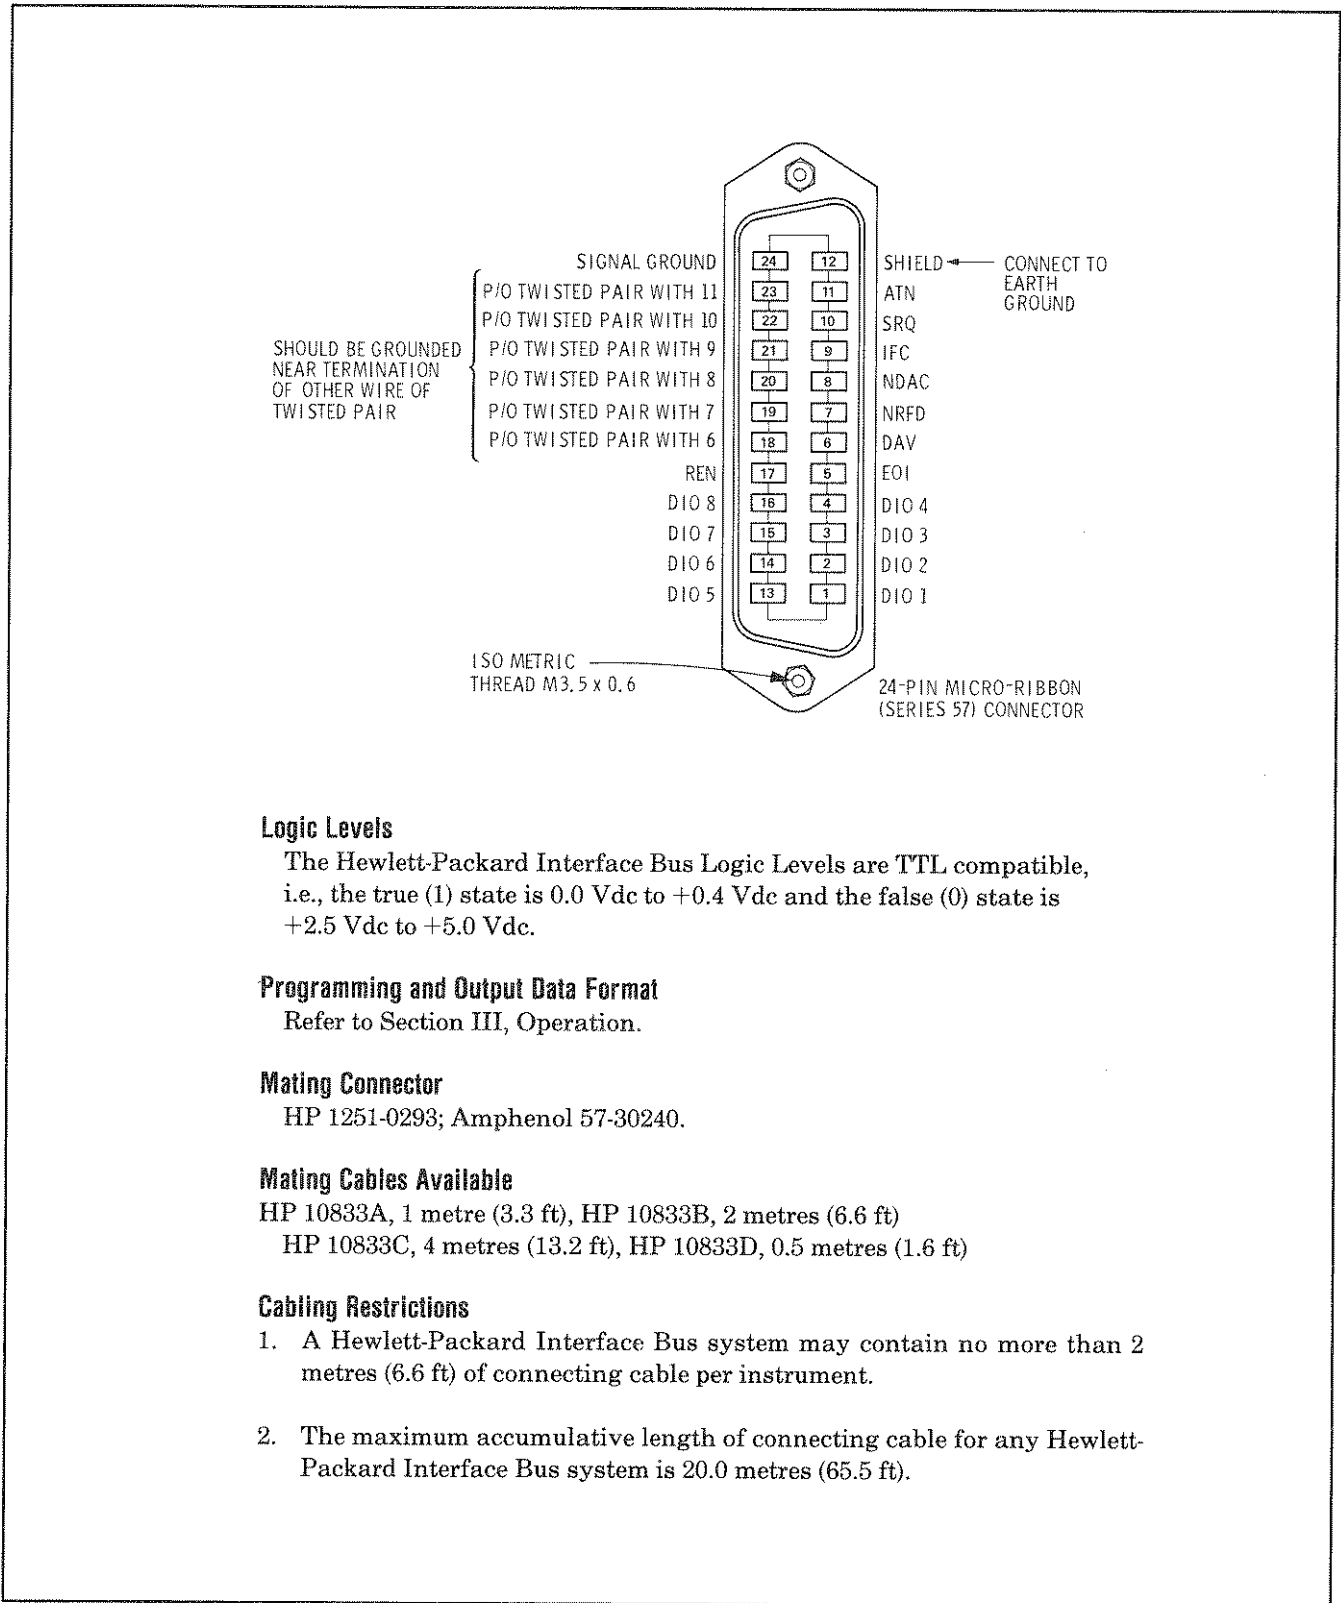 SIGNAL GROUND 24 12 SHIELD CONNECT TO
EARTH
GROUND
P/O TWISTED PAIR WITH 11 23 11 ATN
P/O TWISTED PAIR WITH 10 22 10 SRQ
P/O TWISTED PAIR WITH 9 21 9 IFC
P/O TWISTED PAIR WITH 8 20 8 NDAC
P/O TWISTED PAIR WITH 7 19 7 NRFD
P/O TWISTED PAIR WITH 6 18 6 DAV
SHOULD BE GROUNDED
NEAR TERMINATION
OF OTHER WIRE OF
TWISTED PAIR
REN 17 5 EOI
DIO 8 16 4 DIO 4
DIO 7 15 3 DIO 3
DIO 6 14 2 DIO 2
DIO 5 13 1 DIO 1
ISO METRIC
THREAD M3.5 x 0.6
24-PIN MICRO-RIBBON
(SERIES 57) CONNECTOR
Logic Levels
The Hewlett-Packard Interface Bus Logic Levels are TTL compatible,
i.e., the true (1) state is 0.0 Vdc to +0.4 Vdc and the false (0) state is
+2.5 Vdc to +5.0 Vdc.
Programming and Output Data Format
Refer to Section III, Operation.
Mating Connector
HP 1251-0293; Amphenol 57-30240.
Mating Cables Available
HP 10833A, 1 metre (3.3 ft), HP 10833B, 2 metres (6.6 ft)
HP 10833C, 4 metres (13.2 ft), HP 10833D, 0.5 metres (1.6 ft)
Cabling Restrictions
1. A Hewlett-Packard Interface Bus system may contain no more than 2
metres (6.6 ft) of connecting cable per instrument.
2. The maximum accumulative length of connecting cable for any Hewlett-
Packard Interface Bus system is 20.0 metres (65.5 ft).